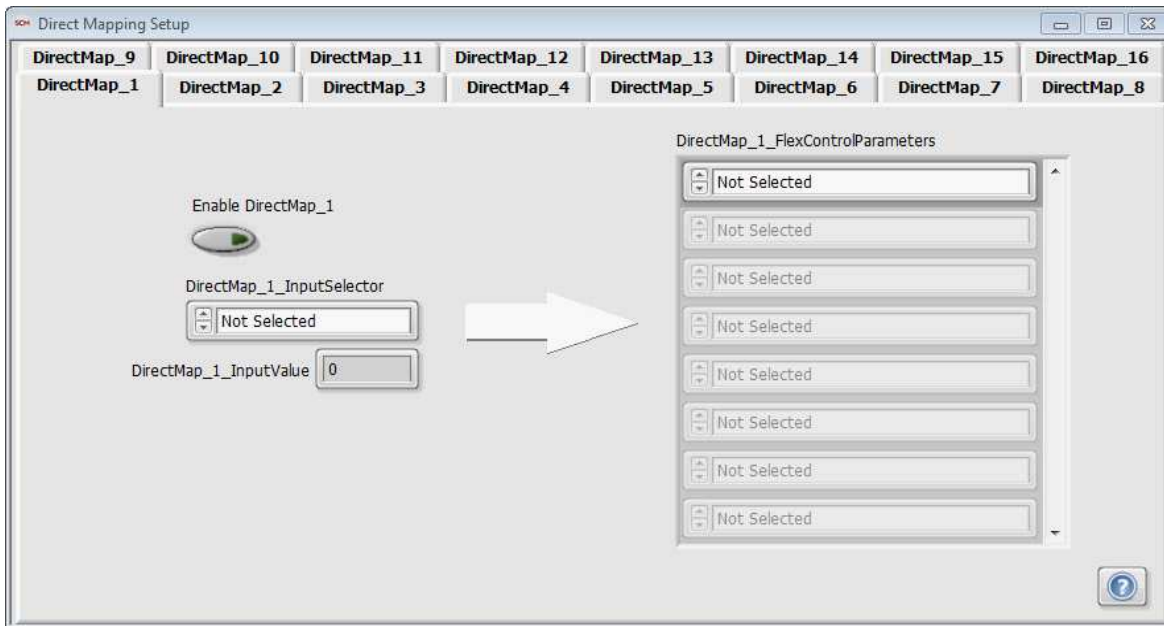 SCM Direct Mapping Setup
DirectMap_9 DirectMap_10 DirectMap_11 DirectMap_12 DirectMap_13 DirectMap_14 DirectMap_15 DirectMap_16
DirectMap_1 DirectMap_2 DirectMap_3 DirectMap_4 DirectMap_5 DirectMap_6 DirectMap_7 DirectMap_8
DirectMap_1_FlexControlParameters
Not Selected
Enable DirectMap_1
Not Selected
Not Selected
DirectMap_1_InputSelector
Not Selected
Not Selected
DirectMap_1_InputValue 0
Not Selected
Not Selected
Not Selected
Not Selected
?